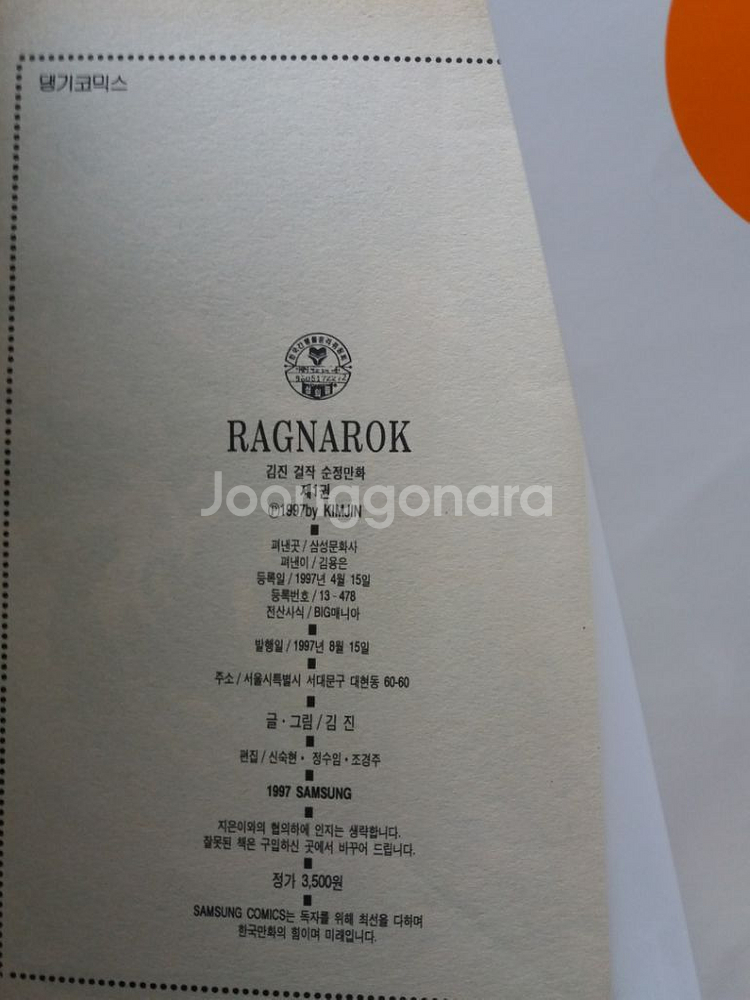 댕기코믹스
RAGNAROK
김진 걸작 순정만화
제1권
Joonggonara
ⓟ1997by KIMJIN
펴낸곳 / 삼성문화사
펴낸이 / 김용은
등록일 / 1997년 4월 15일
등록번호 / 13 - 478
전산사식 / BIG매니아
발행일 / 1997년 8월 15일
주소 / 서울시특별시 서대문구 대현동 60-60
글·그림 / 김 진
편집 / 신숙현· 정수임·조경주
1997 SAMSUNG
지은이와의 협의하에 인지는 생략합니다.
잘못된 책은 구입하신 곳에서 바꾸어 드립니다.
정가 3,500원
SAMSUNG COMICS는 독자를 위해 최선을 다하며
한국만화의 힘이며 미래입니다.